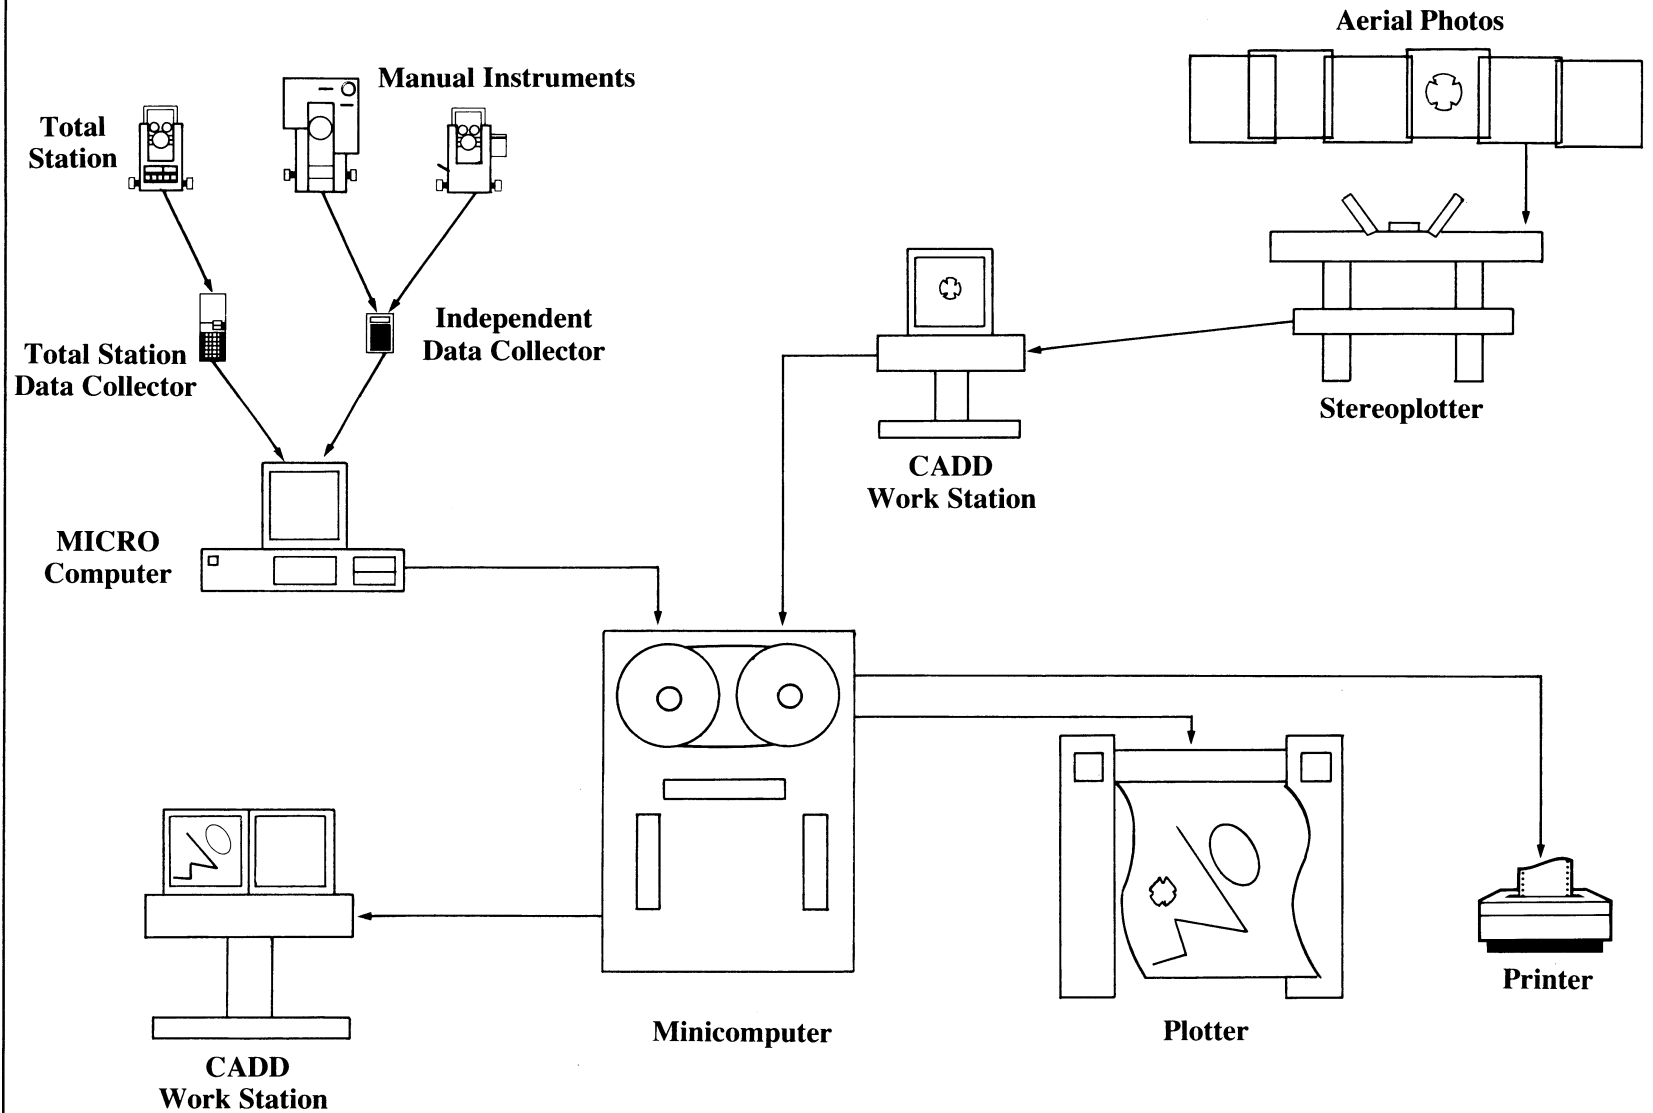 Aerial Photos
Manual Instruments
Total
Station
Independent
Data Collector
Total Station
Data Collector
Stereoplotter
CADD
Work Station
MICRO
Computer
Printer
Minicomputer
Plotter
CADD
Work Station